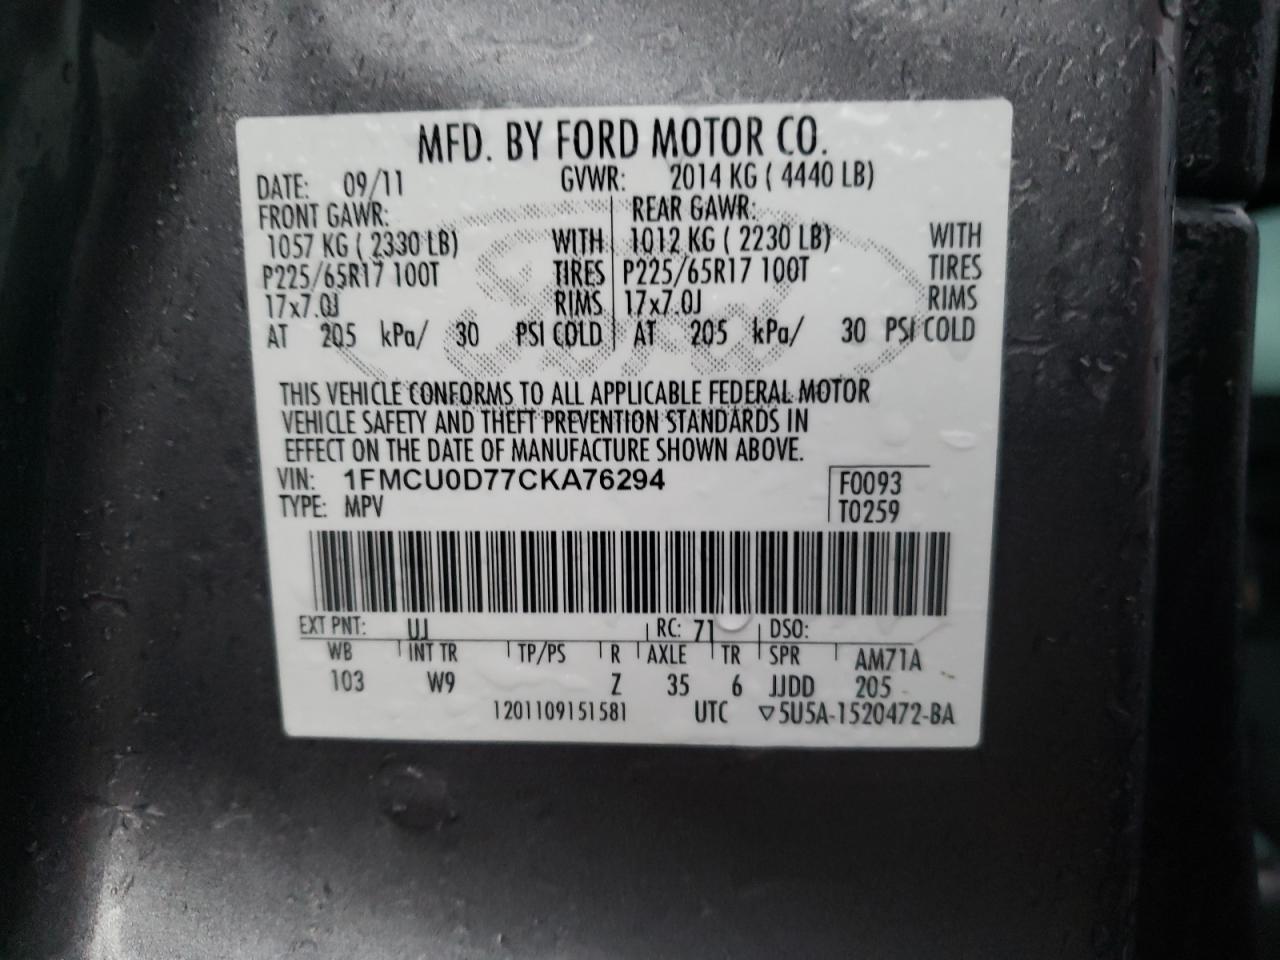 MFD. BY FORD MOTOR CO.
DATE: 09/11 GVWR: 2014 KG ( 4440 LB)
FRONT GAWR: REAR GAWR:
1057 KG ( 2330 LB) WITH 1012 KG ( 2230 LB) WITH
P225/65R17 100T TIRES P225/65R17 100T TIRES
17x7.0J RIMS 17x7.0J RIMS
AT 205 kPa/ 30 PSI COLD AT 205 kPa/ 30 PSI COLD
THIS VEHICLE CONFORMS TO ALL APPLICABLE FEDERAL MOTOR
VEHICLE SAFETY AND THEFT PREVENTION STANDARDS IN
EFFECT ON THE DATE OF MANUFACTURE SHOWN ABOVE.
VIN: 1FMCU0D77CKA76294 F0093
TYPE: MPV T0259
EXT PNT: UJ RC: 71 DSO:
WB INT TR TP/PS R AXLE TR SPR AM71A
103 W9 Z 35 6 JJDD 205
1201109151581 UTC ▽5U5A-1520472-BA